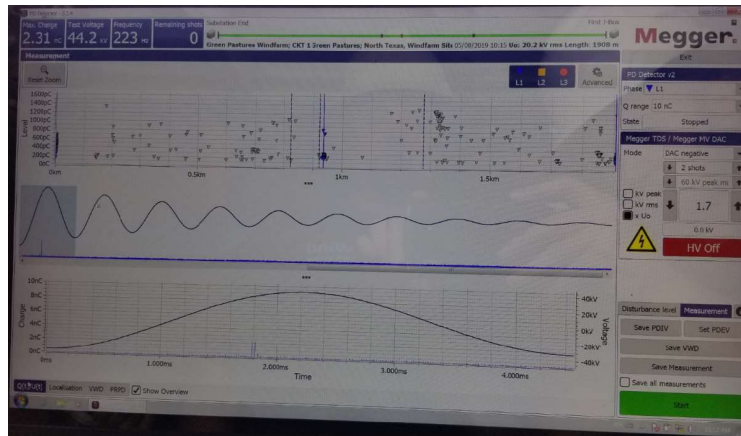 Max. Charge
2.31 nC
Test Voltage
44.2 kV
Frequency
223 Hz
Remaining shots
0
Substation End
First J-Box
Green Pastures Windfarm; CKT 1 Green Pastures; North Texas, Windfarm Site 05/08/2019 10:15 Uu: 20.2 kV rms Length: 1908 m
Megger.
Exit
Measurement
Reset Zoom
L1
L2
L3
Advanced
PD Detector v2
Phase L1
Q range 10 nC
State Stopped
Level
1600pC
1400pC
1200pC
1000pC
800pC
600pC
400pC
200pC
0nC
0km
0.5km
1km
1.5km
Megger TDS / Megger MV DAC
Mode DAC negative
2 shots
60 kV peak
kV peak
kV rms
x Uo
1.7
0.0 kV
HV Off
Charge
10nC
8nC
6nC
4nC
2nC
0nC
40kV
20kV
0kV
-20kV
-40kV
Voltage
0ms
1.000ms
2.000ms
3.000ms
4.000ms
Time
Disturbance level
Measurement
Save PDIV
Set PDEV
Save VWD
Save Measurement
Save all measurements
Start
Localisation
VWD
PRPD
Show Overview